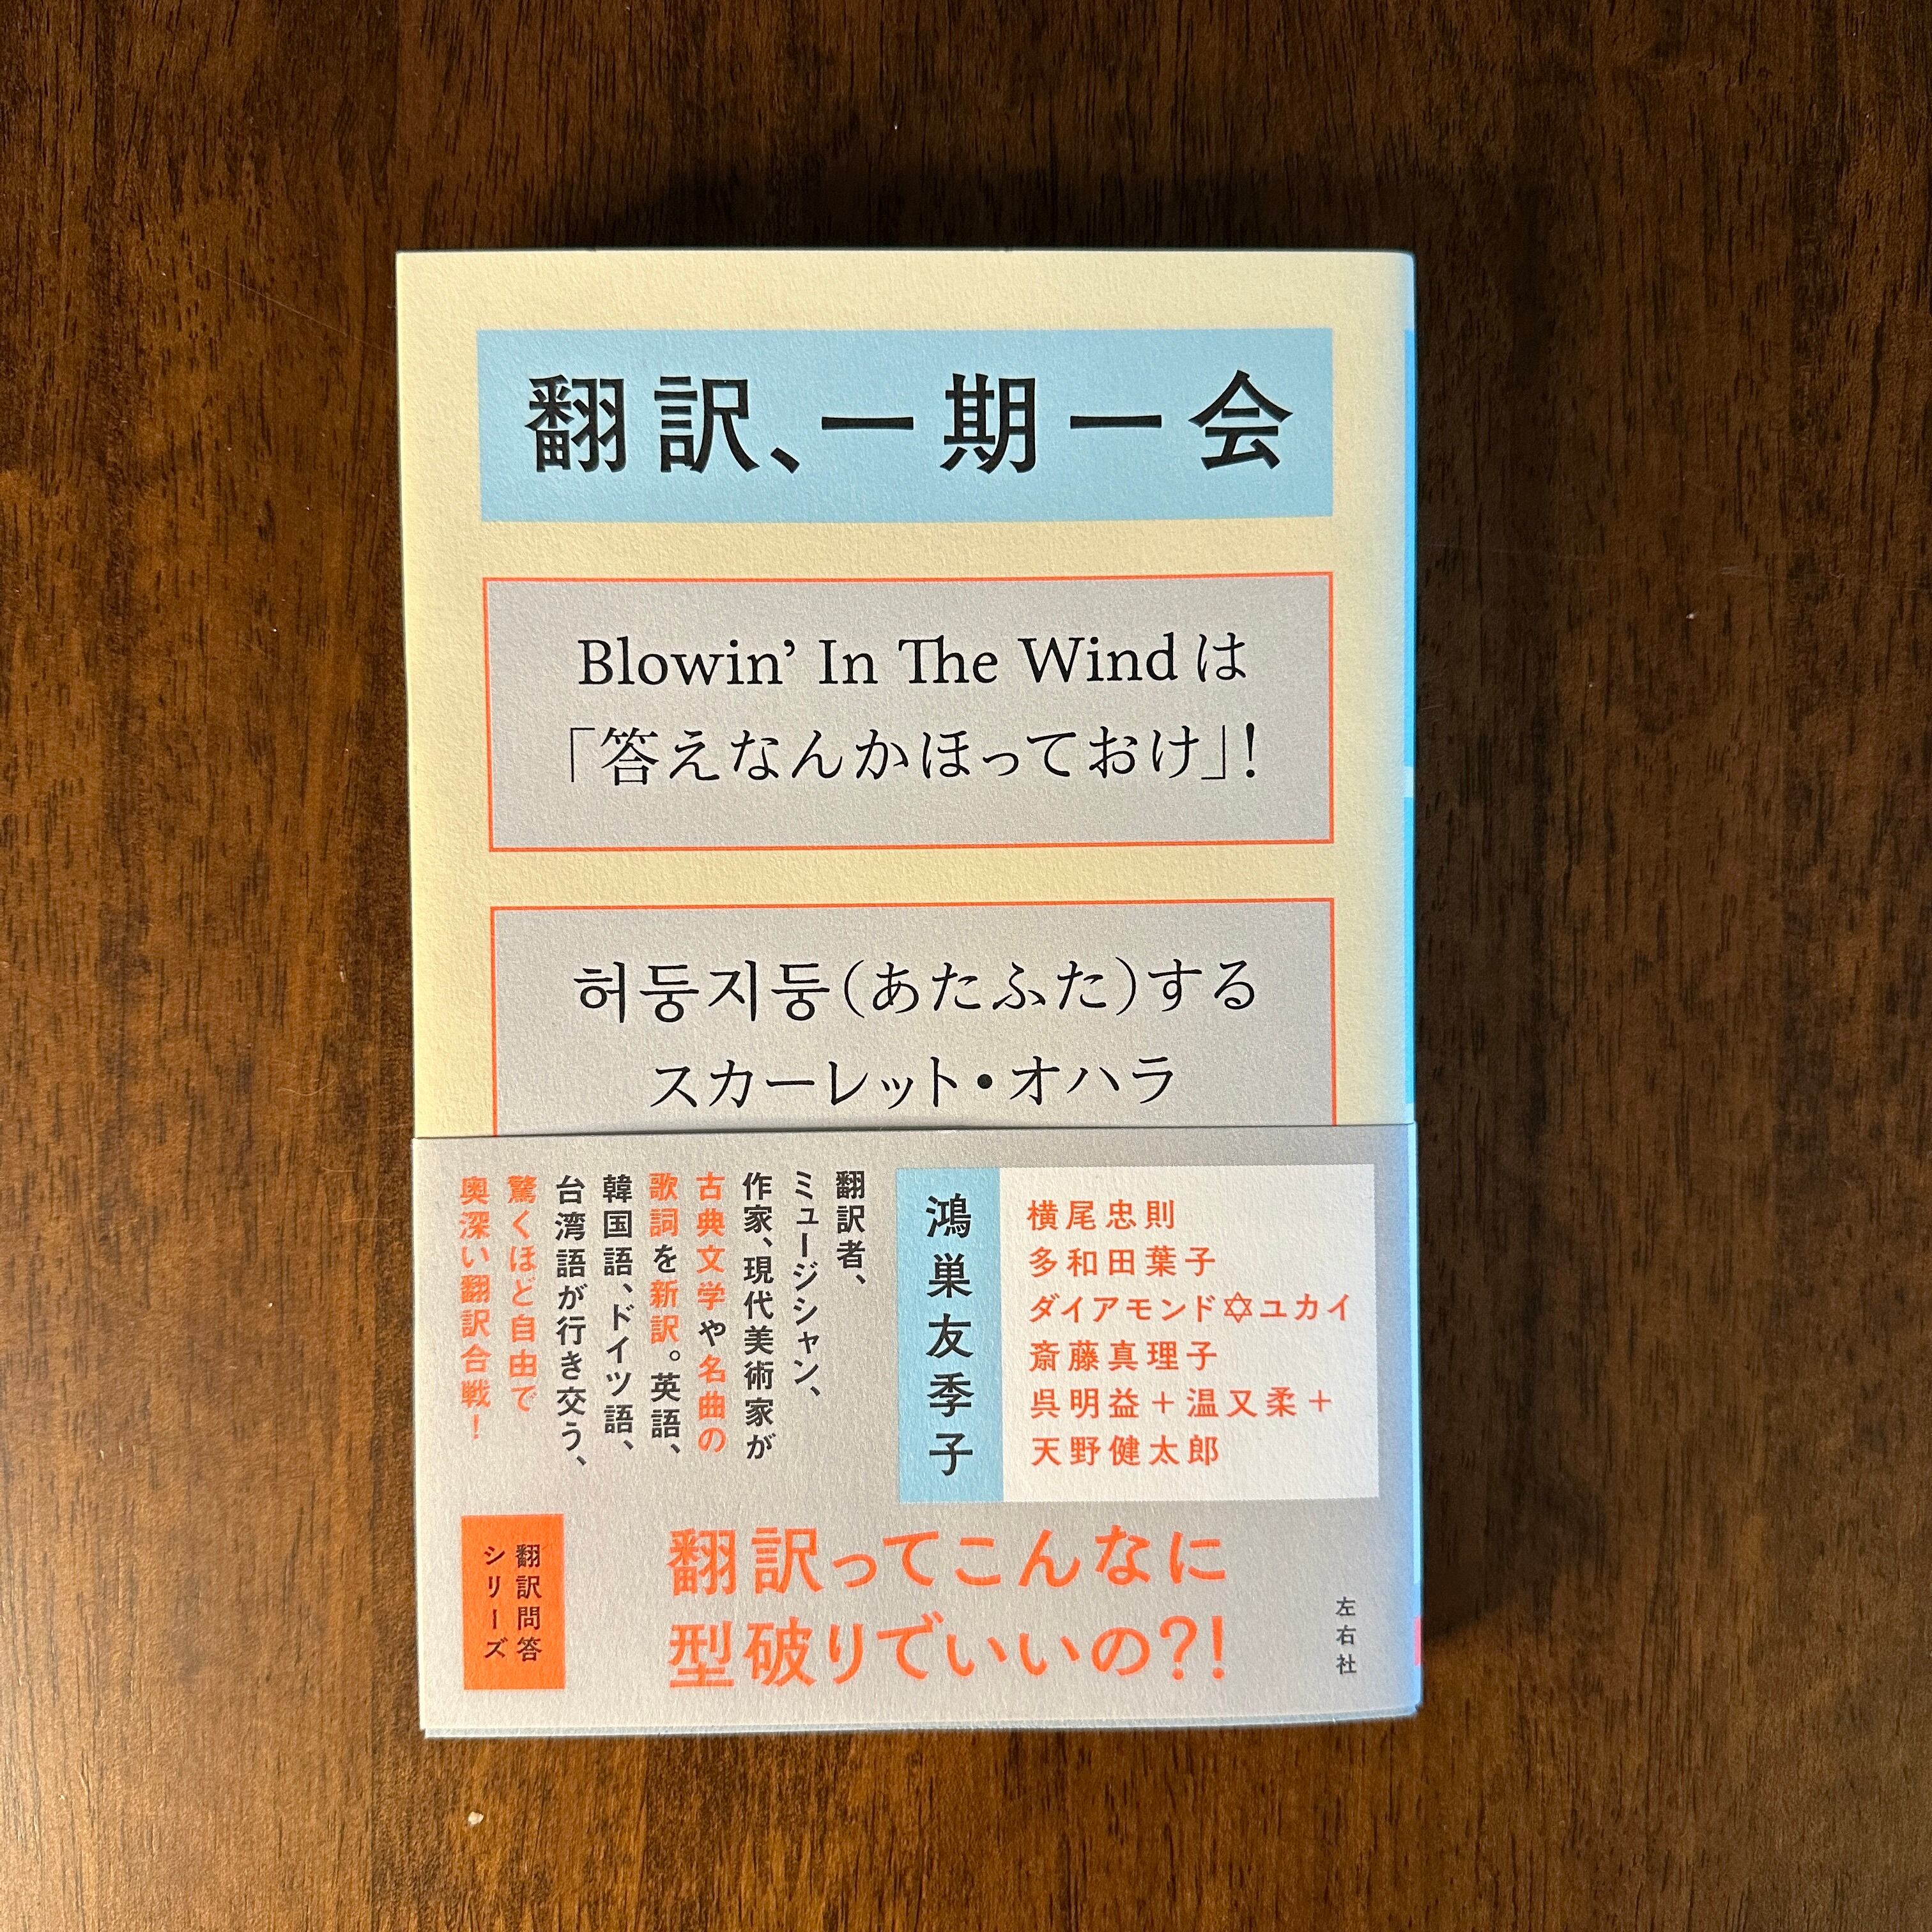 翻訳、一期一会
Blowin’ In The Wind は
「答えなんかほっておけ」!
허둥지둥(あたふた)する
スカーレット・オハラ
横尾忠則
多和田葉子
ダイアモンド✡ユカイ
斎藤真理子
呉明益+温又柔+
天野健太郎
鴻巣友季子
翻訳者、
ミュージシャン、
作家、現代美術家が
古典文学や名曲の
歌詞を新訳。英語、
韓国語、ドイツ語、
台湾語が行き交う、
驚くほど自由で
奥深い翻訳合戦!
翻訳ってこんなに
型破りでいいの?!
翻訳問答
シリーズ
左右社